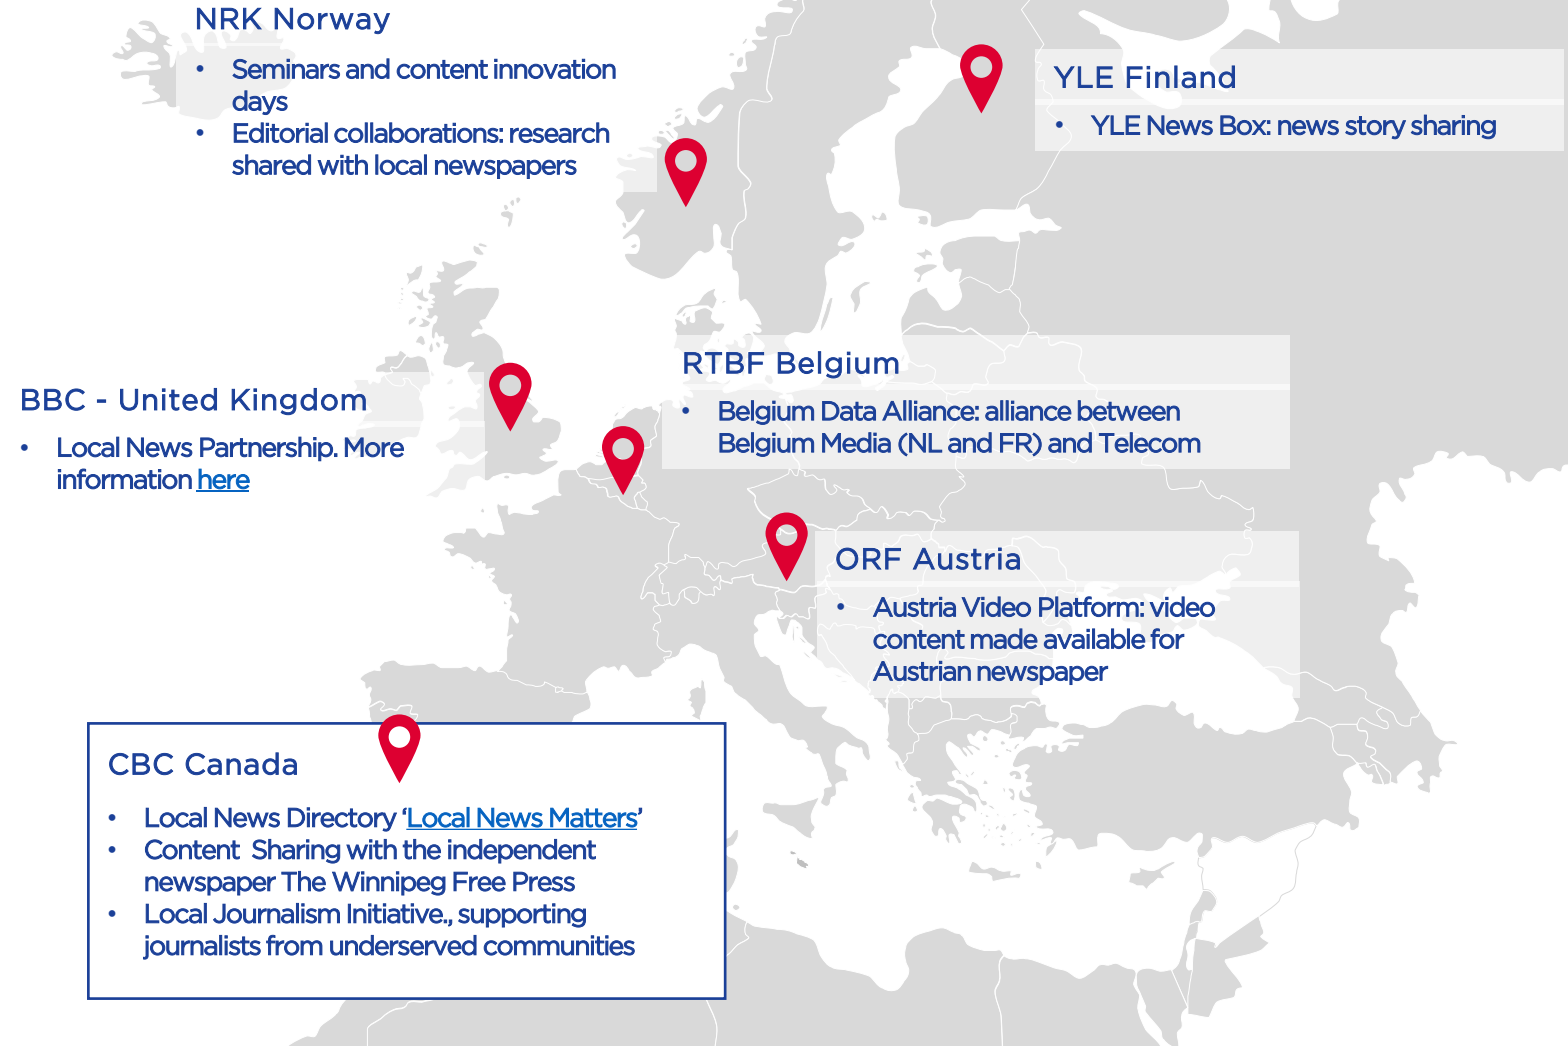 NRK Norway
• Seminars and content innovation
days
• Editorial collaborations: research
shared with local newspapers
YLE Finland
• YLE News Box: news story sharing
RTBF Belgium
• Belgium Data Alliance: alliance between
Belgium Media (NL and FR) and Telecom
BBC - United Kingdom
• Local News Partnership. More
information here
ORF Austria
• Austria Video Platform: video
content made available for
Austrian newspaper
CBC Canada
• Local News Directory ‘Local News Matters’
• Content  Sharing with the independent
newspaper The Winnipeg Free Press
• Local Journalism Initiative., supporting
journalists from underserved communities